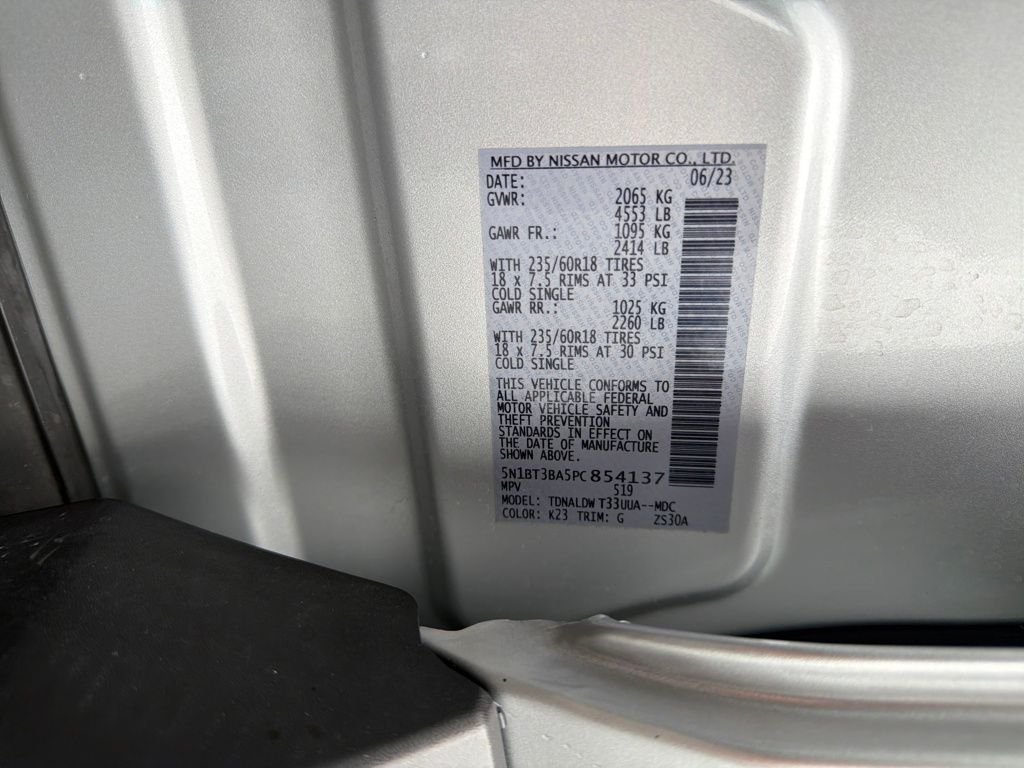 MFD BY NISSAN MOTOR CO., LTD.
DATE: 06/23
GVWR: 2065 KG
4553 LB
GAWR FR.: 1095 KG
2414 LB
WITH 235/60R18 TIRES
18 x 7.5 RIMS AT 33 PSI
COLD SINGLE
GAWR RR.: 1025 KG
2260 LB
WITH 235/60R18 TIRES
18 x 7.5 RIMS AT 30 PSI
COLD SINGLE
THIS VEHICLE CONFORMS TO
ALL APPLICABLE FEDERAL
MOTOR VEHICLE SAFETY AND
THEFT PREVENTION
STANDARDS IN EFFECT ON
THE DATE OF MANUFACTURE
SHOWN ABOVE.
5N1BT3BA5PC854137
MPV 519
MODEL: TDNALDW T33UUA--MDC
COLOR: K23 TRIM: G ZS30A